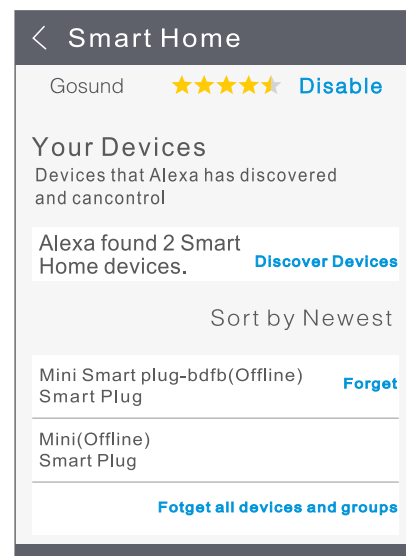 Smart Home
Gosund Disable
Your Devices
Devices that Alexa has discovered
and cancontrol
Alexa found 2 Smart
Home devices. Discover Devices
Sort by Newest
Mini Smart plug-bdfb(Offline) Forget
Smart Plug
Mini(Offline)
Smart Plug
Fotget all devices and groups